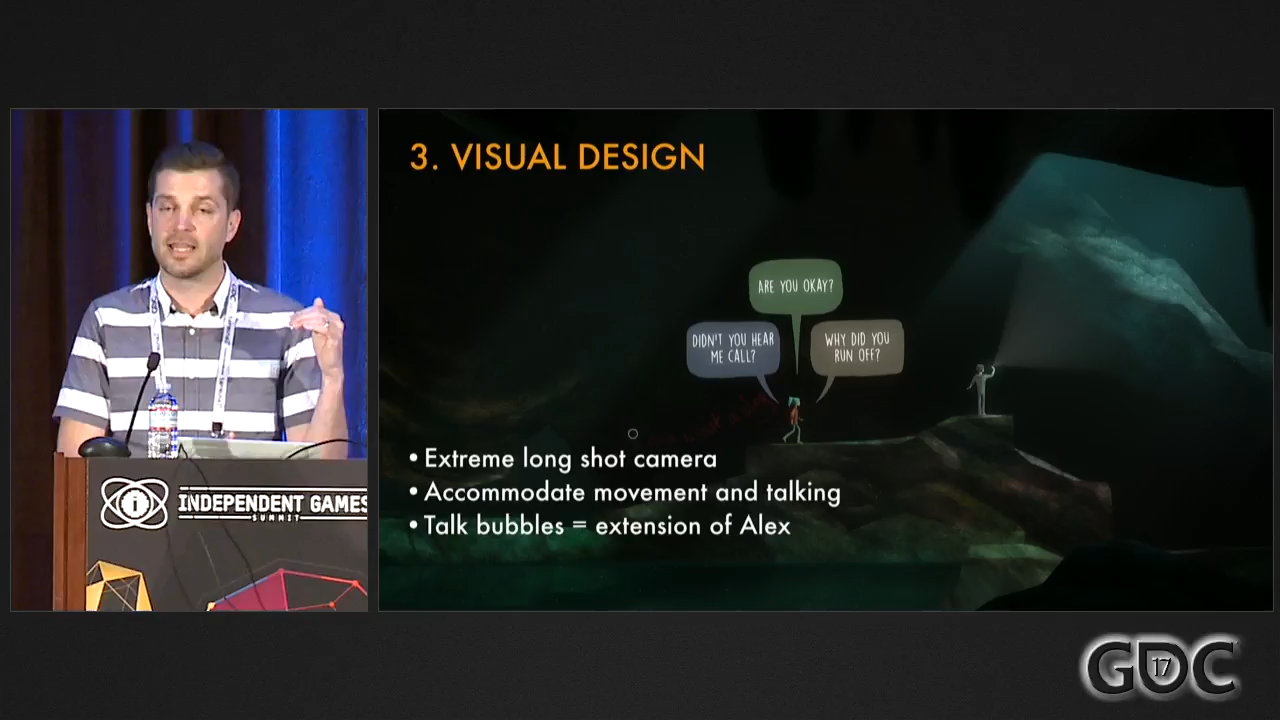 3. VISUAL DESIGN
ARE YOU OKAY?
DIDN'T YOU HEAR
ME CALL?
WHY DID YOU
RUN OFF?
• Extreme long shot camera
• Accommodate movement and talking
• Talk bubbles = extension of Alex
INDEPENDENT GAMES
SUMMIT
GDC
17